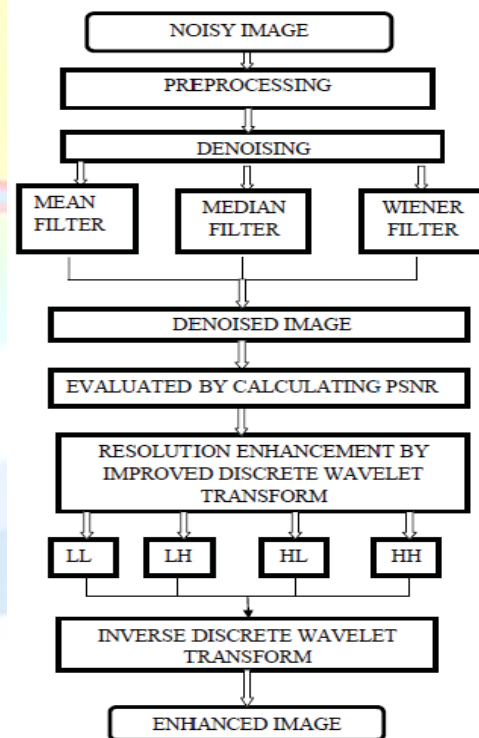 NOISY IMAGE
PREPROCESSING
DENOISING
MEAN
FILTER
MEDIAN
FILTER
WIENER
FILTER
DENOISED IMAGE
EVALUATED BY CALCULATING PSNR
RESOLUTION ENHANCEMENT BY
IMPROVED DISCRETE WAVELET
TRANSFORM
LL
LH
HL
HH
INVERSE DISCRETE WAVELET
TRANSFORM
ENHANCED IMAGE